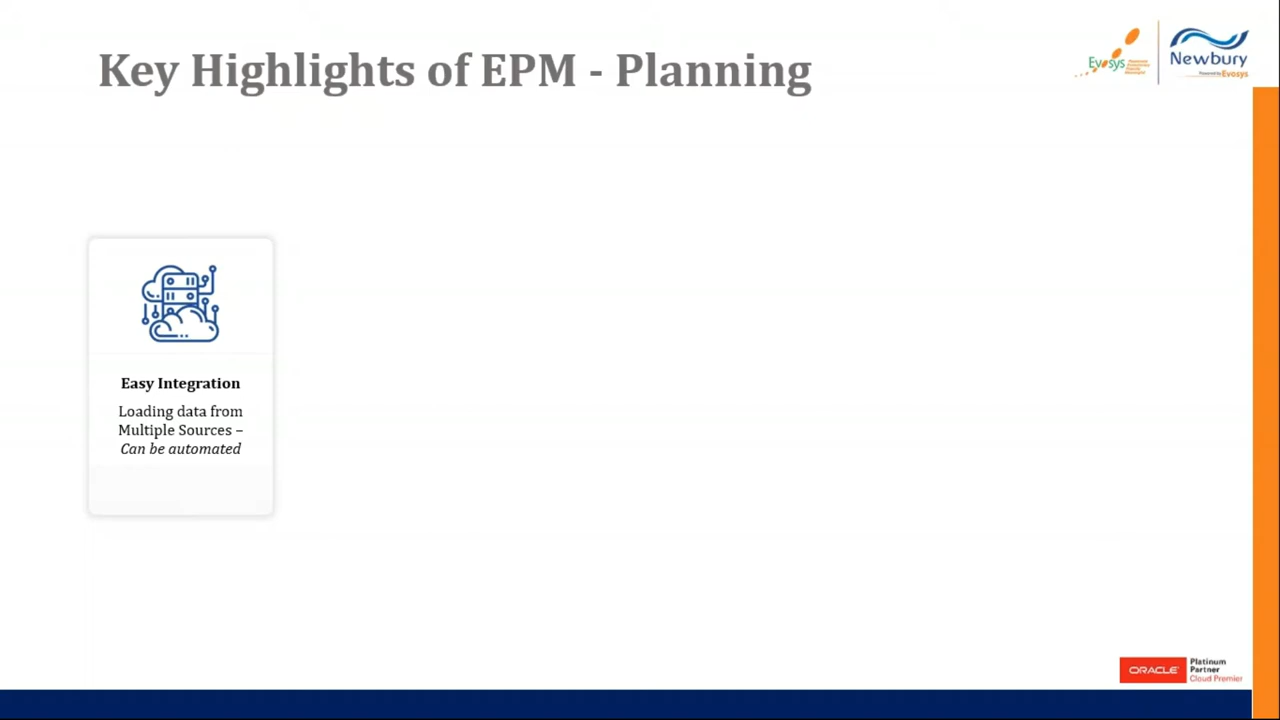 Key Highlights of EPM - Planning
Evosys
Newbury
Powered by Evosys
Easy Integration
Loading data from
Multiple Sources –
Can be automated
ORACLE
Platinum
Partner
Cloud Premier